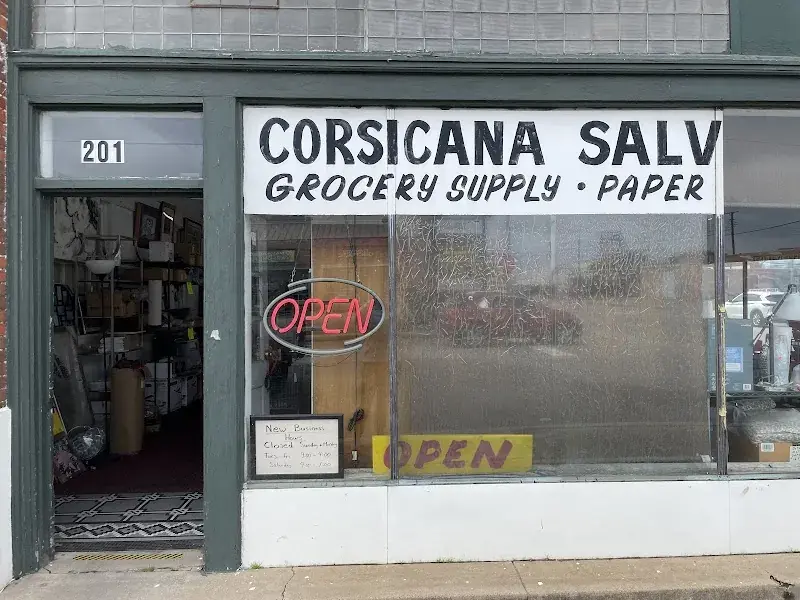 201
CORSICANA SALV
GROCERY SUPPLY • PAPER
OPEN
New Business
Hours
Closed Sunday & Monday
OPEN